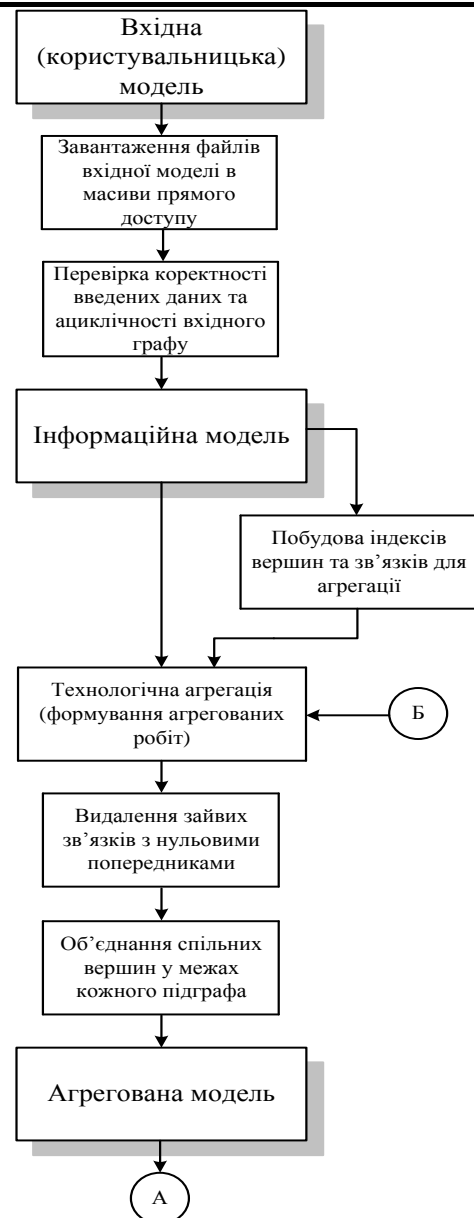 Вхідна
(користувальницька)
модель
Завантаження файлів
вхідної моделі в
масиви прямого
доступу
Перевірка коректності
введених даних та
ациклічності вхідного
графу
Інформаційна модель
Побудова індексів
вершин та зв’язків для
агрегації
Технологічна агрегація
(формування агрегованих
робіт)
Б
Видалення зайвих
зв’язків з нульовими
попередниками
Об’єднання спільних
вершин у межах
кожного підграфа
Агрегована модель
А